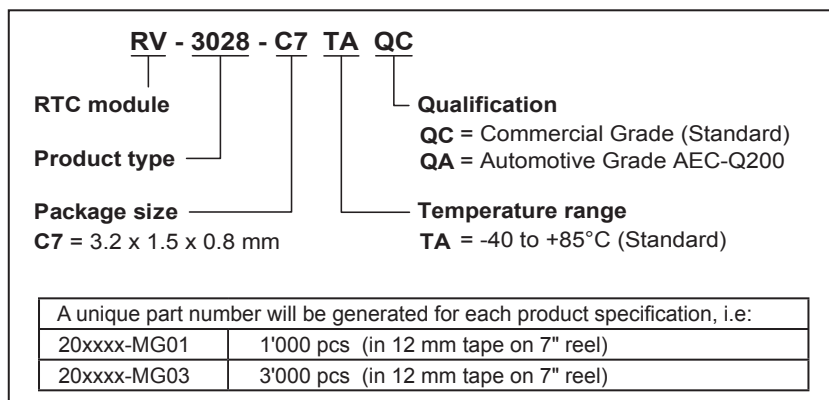 RV - 3028 - C7 TA QC
RTC module
Product type
Package size
C7 = 3.2 x 1.5 x 0.8 mm
Qualification
QC = Commercial Grade (Standard)
QA = Automotive Grade AEC-Q200
Temperature range
TA = -40 to +85°C (Standard)
A unique part number will be generated for each product specification, i.e:
20xxxx-MG01 1'000 pcs (in 12 mm tape on 7" reel)
20xxxx-MG03 3'000 pcs (in 12 mm tape on 7" reel)